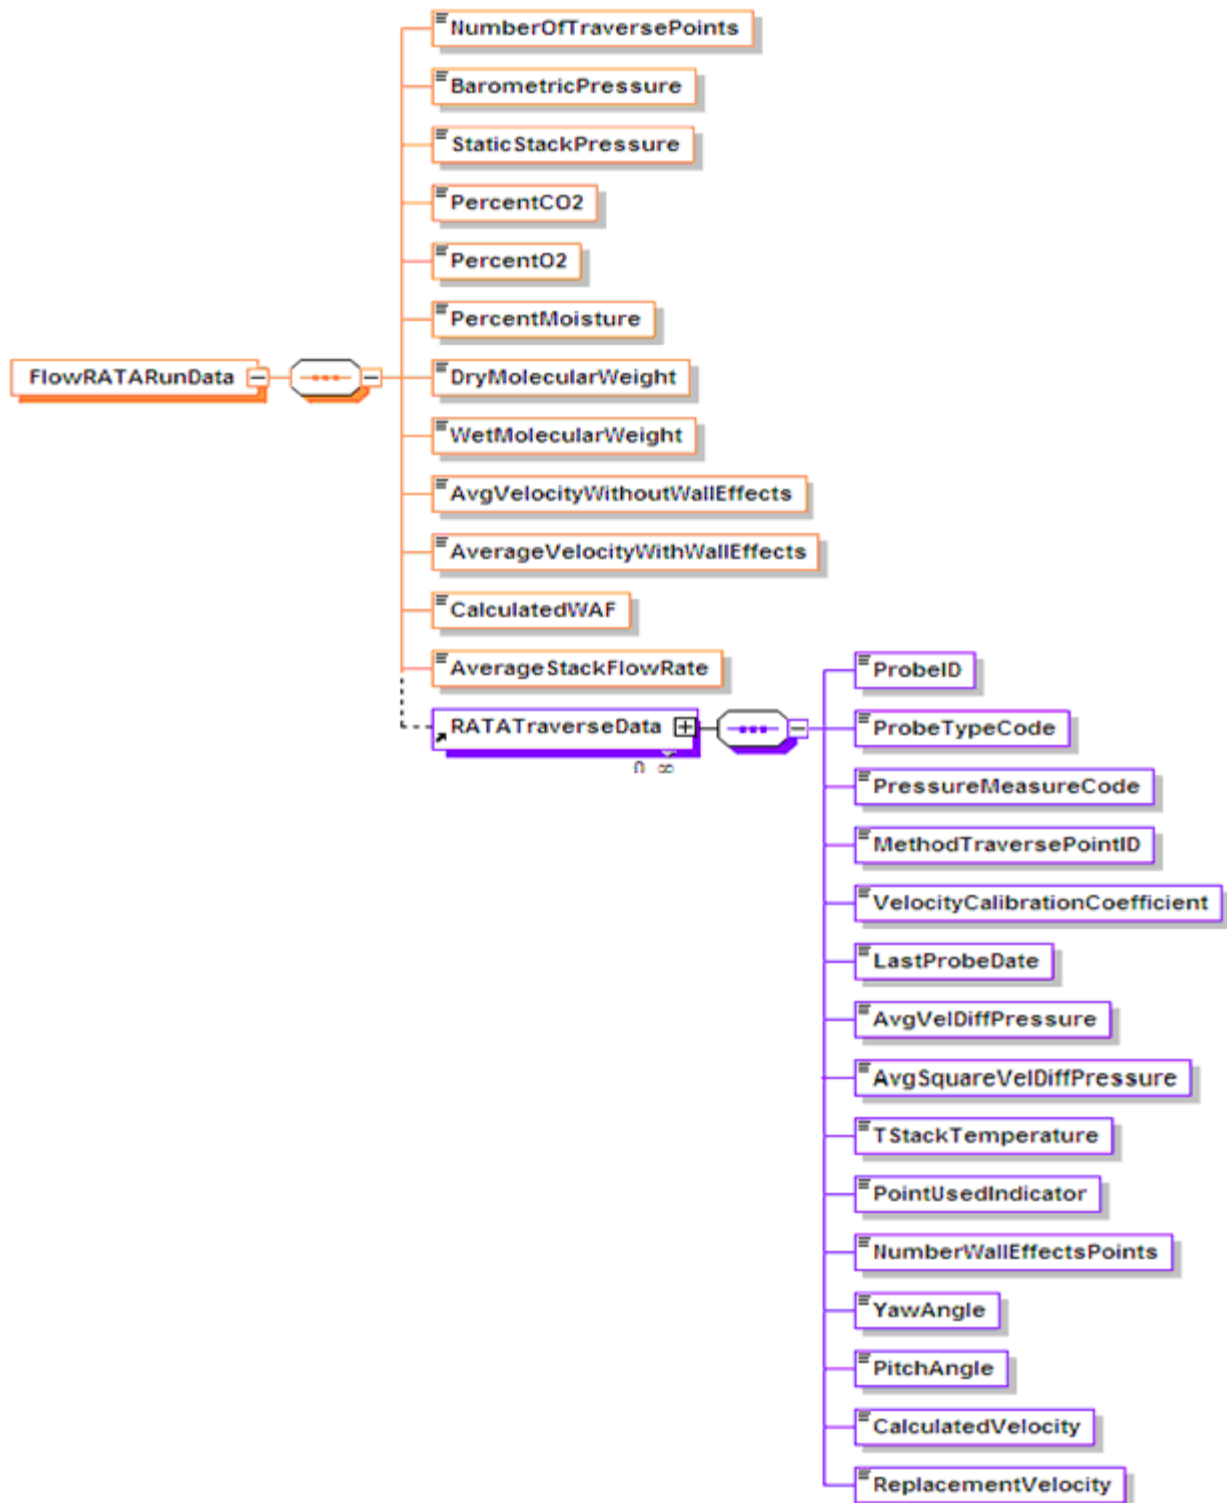 NumberOfTraversePoints
BarometricPressure
StaticStackPressure
PercentCO2
PercentO2
PercentMoisture
FlowRATARunData
DryMolecularWeight
WetMolecularWeight
AvgVelocityWithoutWallEffects
AverageVelocityWithWallEffects
CalculatedWAF
AverageStackFlowRate
RATATraverseData
ProbeID
ProbeTypeCode
PressureMeasureCode
MethodTraversePointID
VelocityCalibrationCoefficient
LastProbeDate
AvgVelDiffPressure
AvgSquareVelDiffPressure
TStackTemperature
PointUsedIndicator
NumberWallEffectsPoints
YawAngle
PitchAngle
CalculatedVelocity
ReplacementVelocity